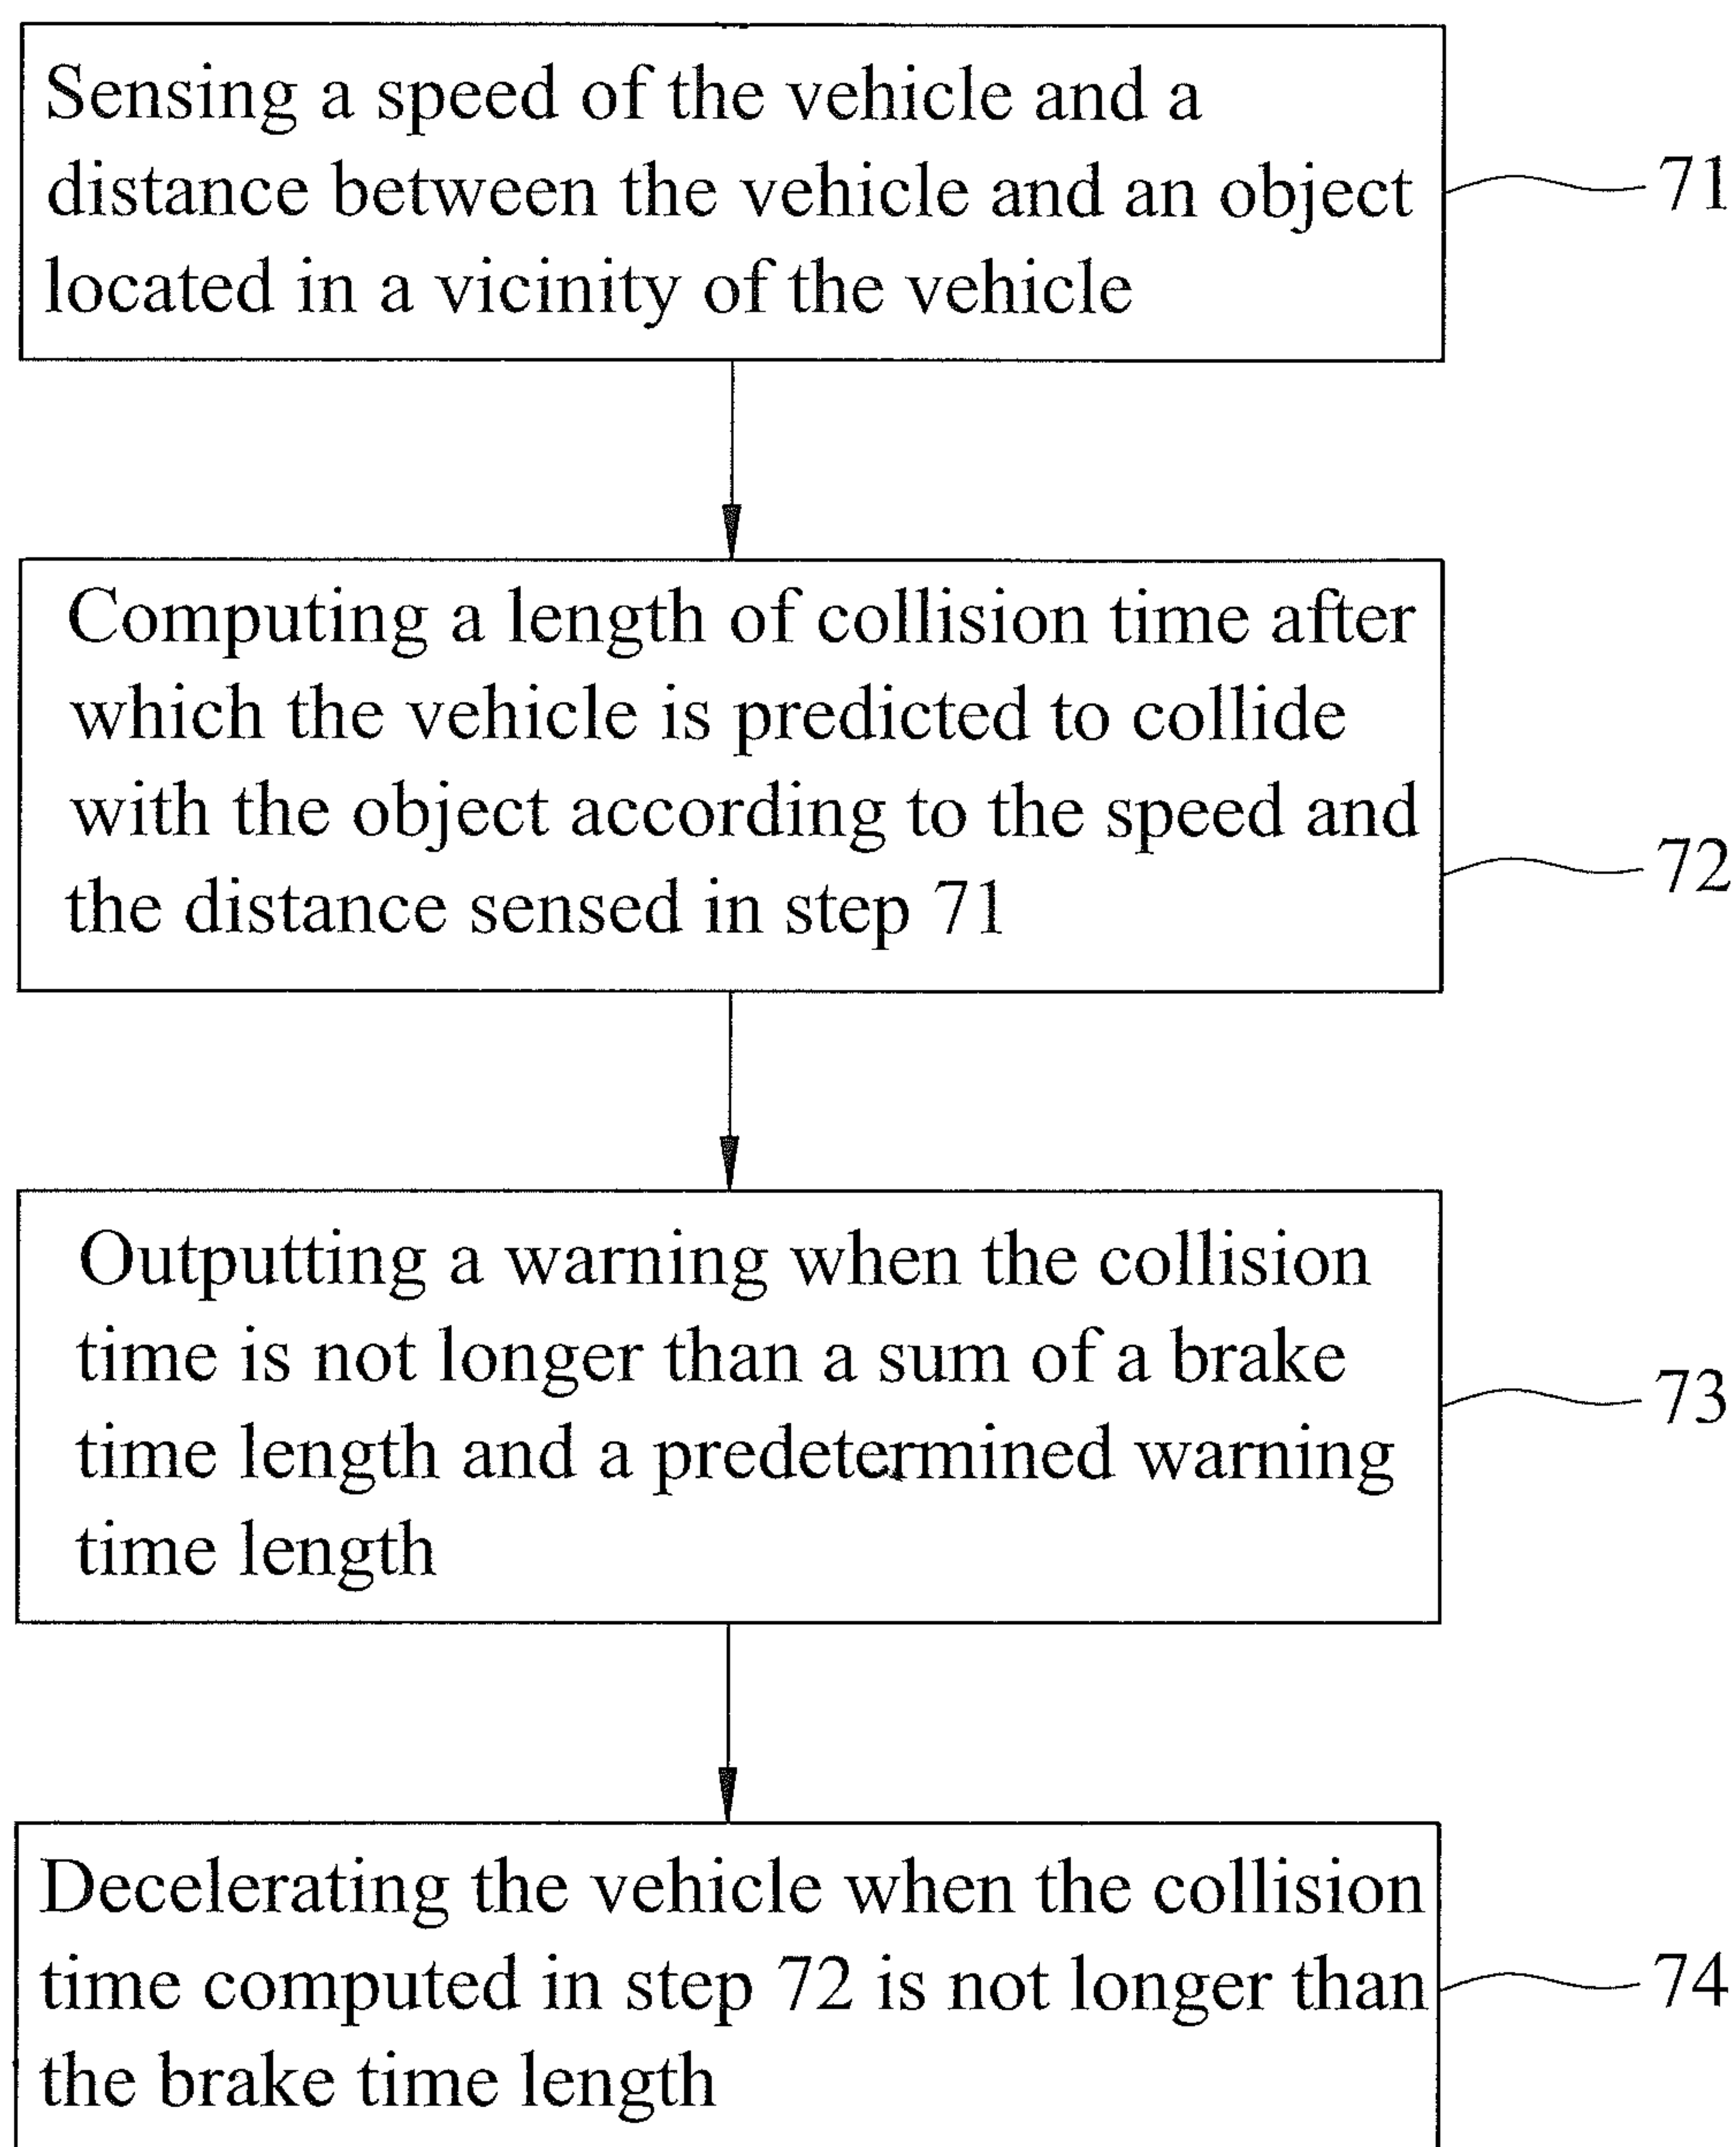 Sensing a speed of the vehicle and a
distance between the vehicle and an object
located in a vicinity of the vehicle
71
Computing a length of collision time after
which the vehicle is predicted to collide
with the object according to the speed and
the distance sensed in step 71
72
Outputting a warning when the collision
time is not longer than a sum of a brake
time length and a predetermined warning
time length
73
Decelerating the vehicle when the collision
time computed in step 72 is not longer than
the brake time length
74